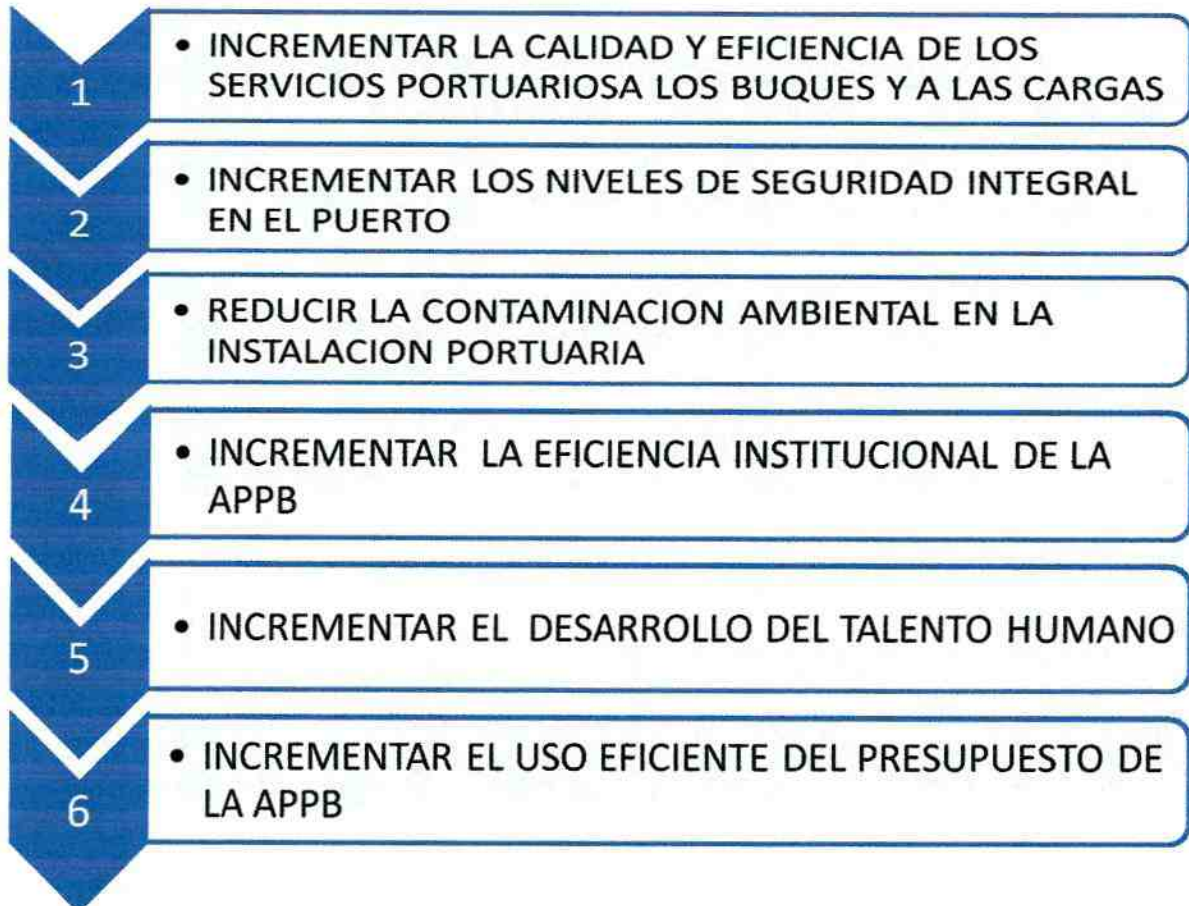 1
• INCREMENTAR LA CALIDAD Y EFICIENCIA DE LOS
SERVICIOS PORTUARIOSA LOS BUQUES Y A LAS CARGAS
2
• INCREMENTAR LOS NIVELES DE SEGURIDAD INTEGRAL
EN EL PUERTO
3
• REDUCIR LA CONTAMINACION AMBIENTAL EN LA
INSTALACION PORTUARIA
4
• INCREMENTAR LA EFICIENCIA INSTITUCIONAL DE LA
APPB
5
• INCREMENTAR EL DESARROLLO DEL TALENTO HUMANO
6
• INCREMENTAR EL USO EFICIENTE DEL PRESUPUESTO DE
LA APPB